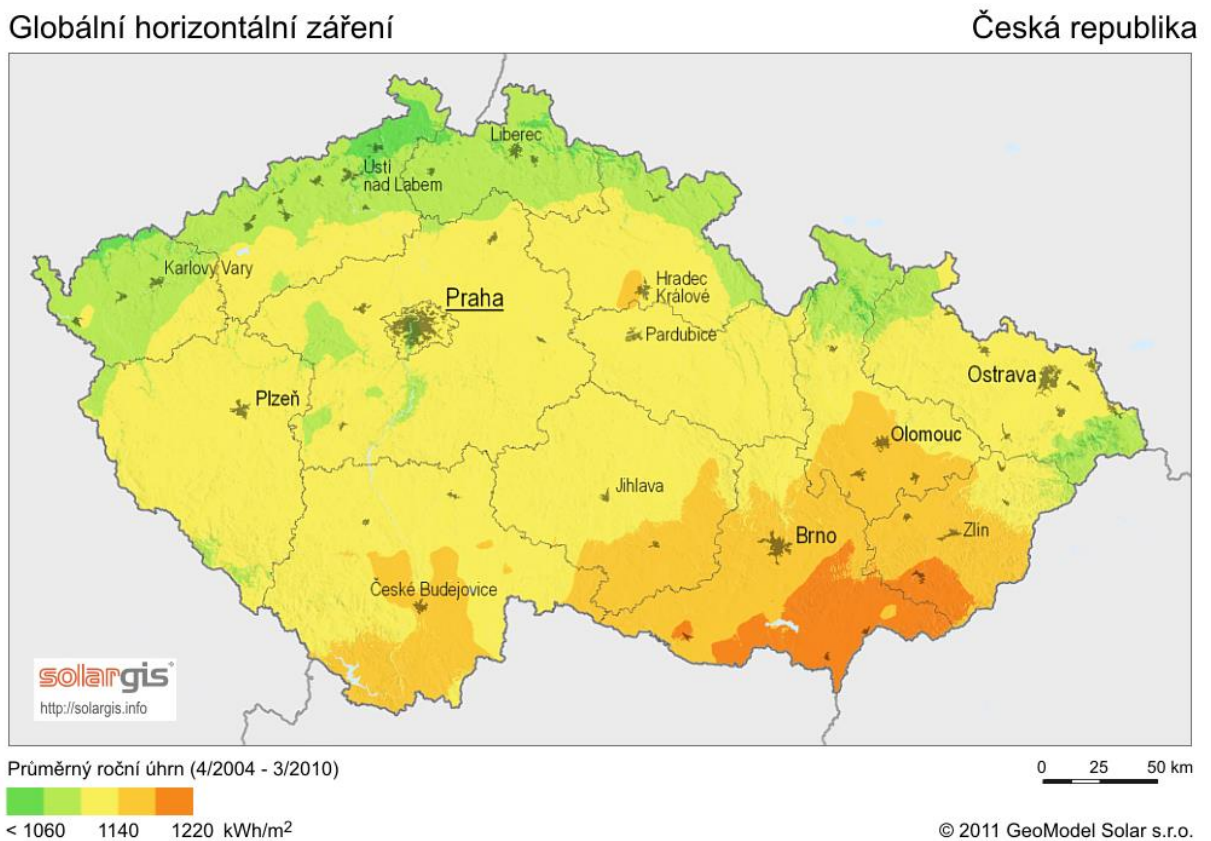 Globální horizontální záření
Česká republika
Liberec
Ústí
nad Labem
Karlovy Vary
Praha
Hradec
Králové
Pardubice
Plzeň
Ostrava
Olomouc
Jihlava
Brno
Zlín
České Budejovice
solargis
http://solargis.info
Průměrný roční úhrn (4/2004 - 3/2010)
0 25 50 km
< 1060 1140 1220 kWh/m2
© 2011 GeoModel Solar s.r.o.